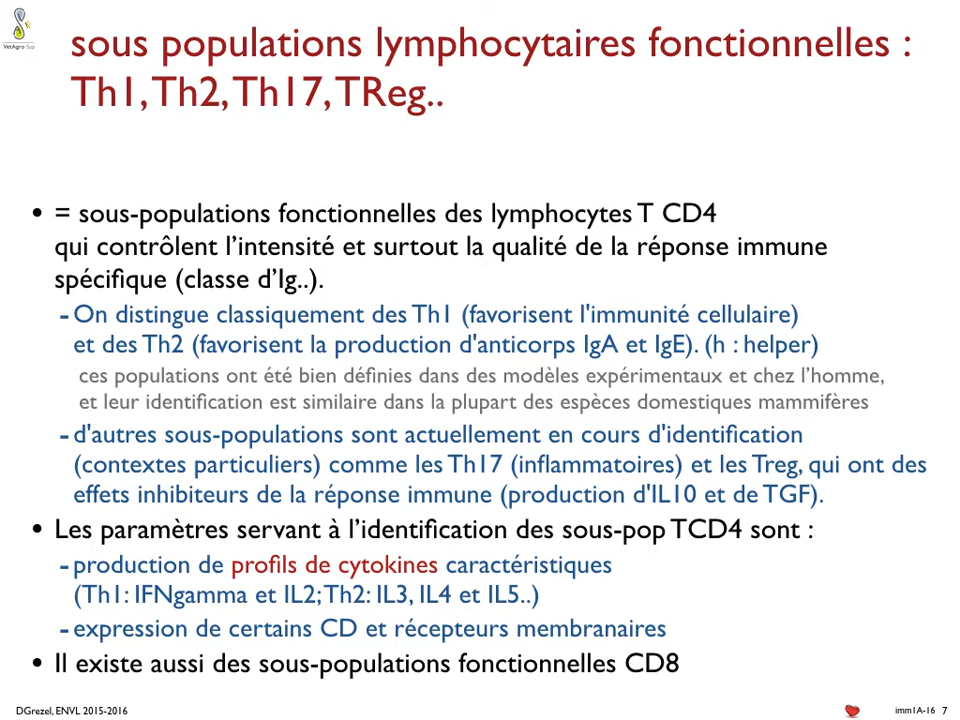 VetAgro Sup
sous populations lymphocytaires fonctionnelles :
Th1, Th2, Th17, TReg..
• = sous-populations fonctionnelles des lymphocytes T CD4
qui contrôlent l’intensité et surtout la qualité de la réponse immune
spécifique (classe d’Ig..).
- On distingue classiquement des Th1 (favorisent l'immunité cellulaire)
et des Th2 (favorisent la production d'anticorps IgA et IgE). (h : helper)
ces populations ont été bien définies dans des modèles expérimentaux et chez l’homme,
et leur identification est similaire dans la plupart des espèces domestiques mammifères
- d'autres sous-populations sont actuellement en cours d'identification
(contextes particuliers) comme les Th17 (inflammatoires) et les Treg, qui ont des
effets inhibiteurs de la réponse immune (production d'IL10 et de TGF).
• Les paramètres servant à l’identification des sous-pop TCD4 sont :
- production de profils de cytokines caractéristiques
(Th1: IFNgamma et IL2; Th2: IL3, IL4 et IL5..)
- expression de certains CD et récepteurs membranaires
• Il existe aussi des sous-populations fonctionnelles CD8
DGrezel, ENVL 2015-2016
imm1A-16 7